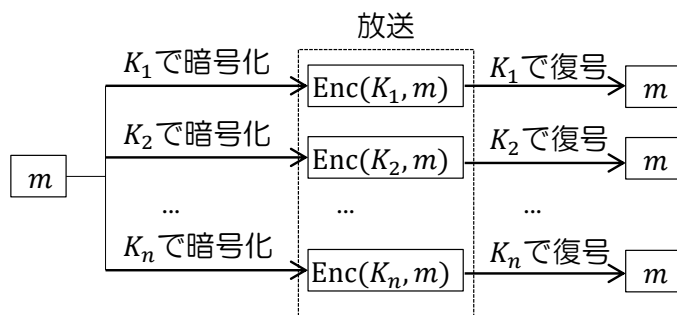 放送
K₁で暗号化
Enc(K₁, m)
K₁で復号
m
K₂で暗号化
Enc(K₂, m)
K₂で復号
m
m
...
...
...
Kₙで暗号化
Enc(Kₙ, m)
Kₙで復号
m